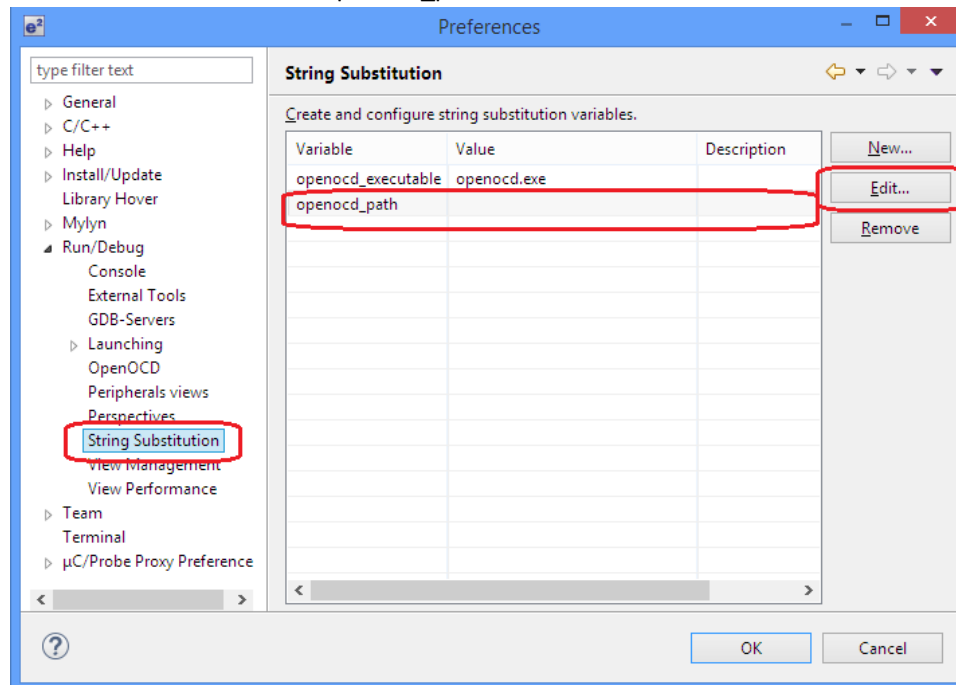 e²
Preferences
type filter text
General
C/C++
Help
Install/Update
Library Hover
Mylyn
Run/Debug
Console
External Tools
GDB-Servers
Launching
OpenOCD
Peripherals views
Perspectives
String Substitution
View Management
View Performance
Team
Terminal
µC/Probe Proxy Preference
String Substitution
Create and configure string substitution variables.
Variable Value Description
openocd_executable openocd.exe
openocd_path
New...
Edit...
Remove
?
OK Cancel